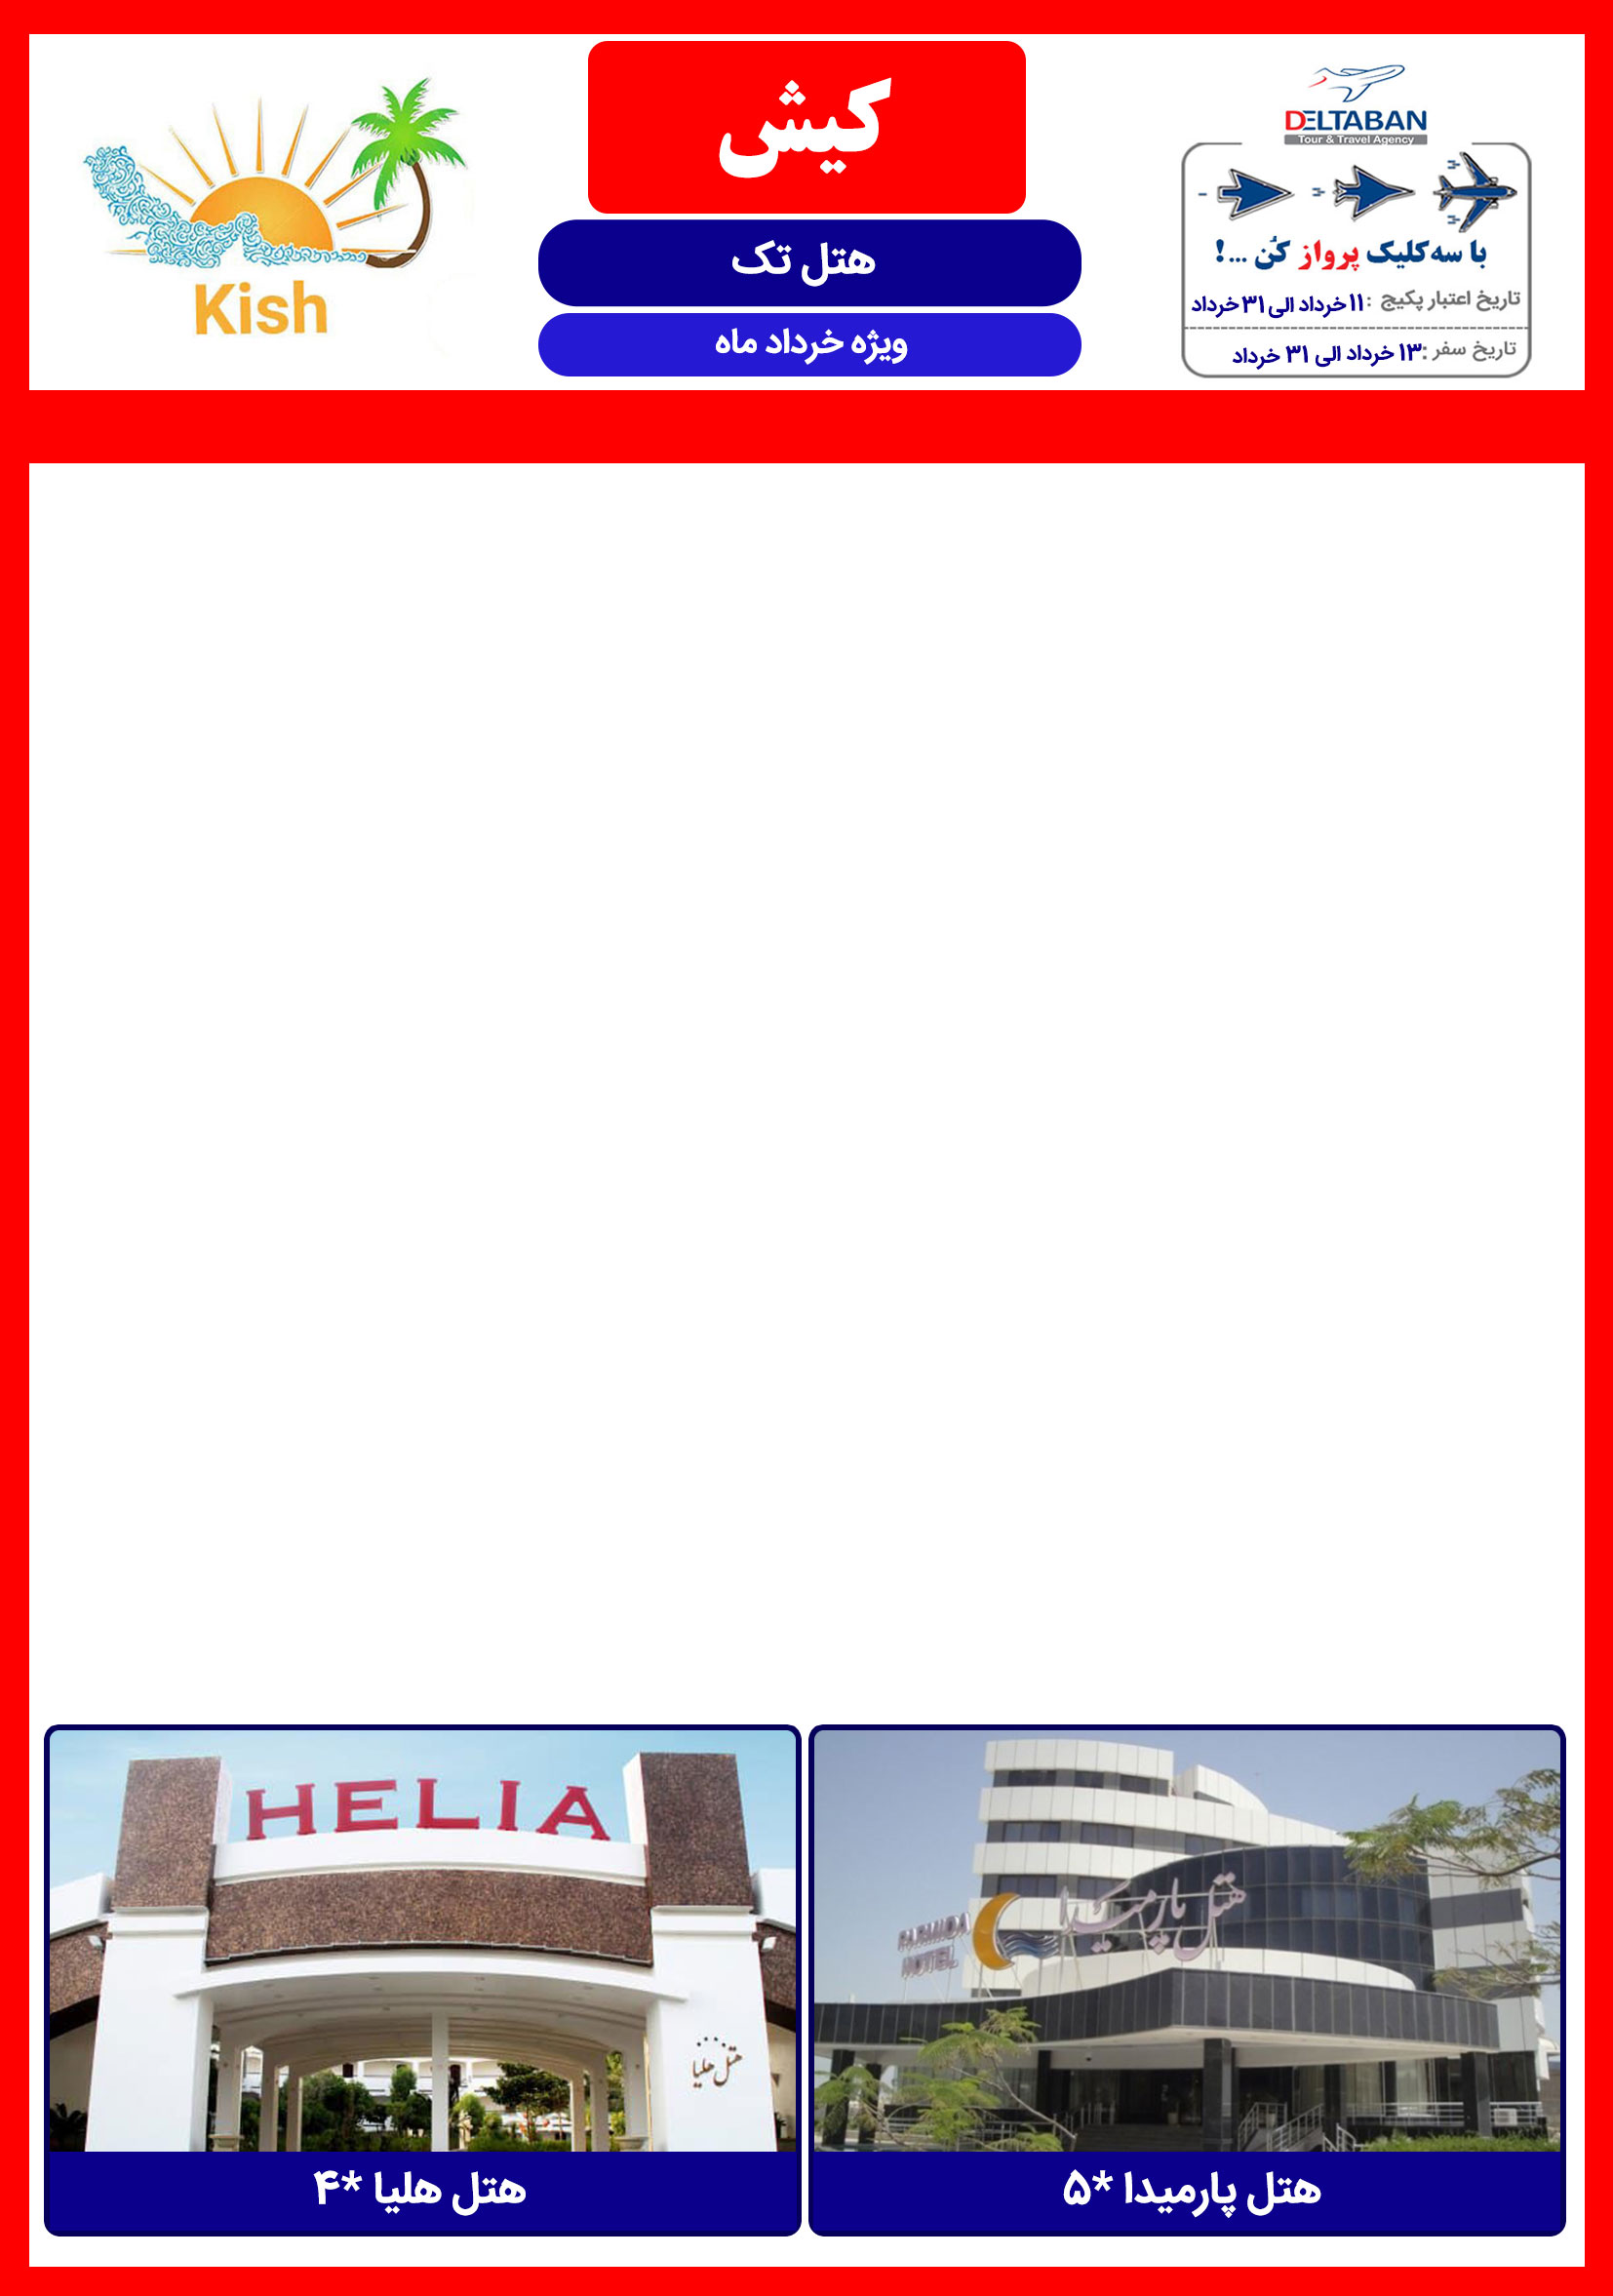 کیش
هتل تک
ویژه خرداد ماه
DELTABAN
Tour & Travel Agency
با سه کلیک پرواز کُن ...!
تاریخ اعتبار پکیج : ۱۱ خرداد الی ۳۱ خرداد
تاریخ سفر : ۱۳ خرداد الی ۳۱ خرداد
Kish
هتل پارمیدا
PARMIDA
HOTEL
هتل پارمیدا *۵
HELIA
هتل هلیا
هتل هلیا *۴